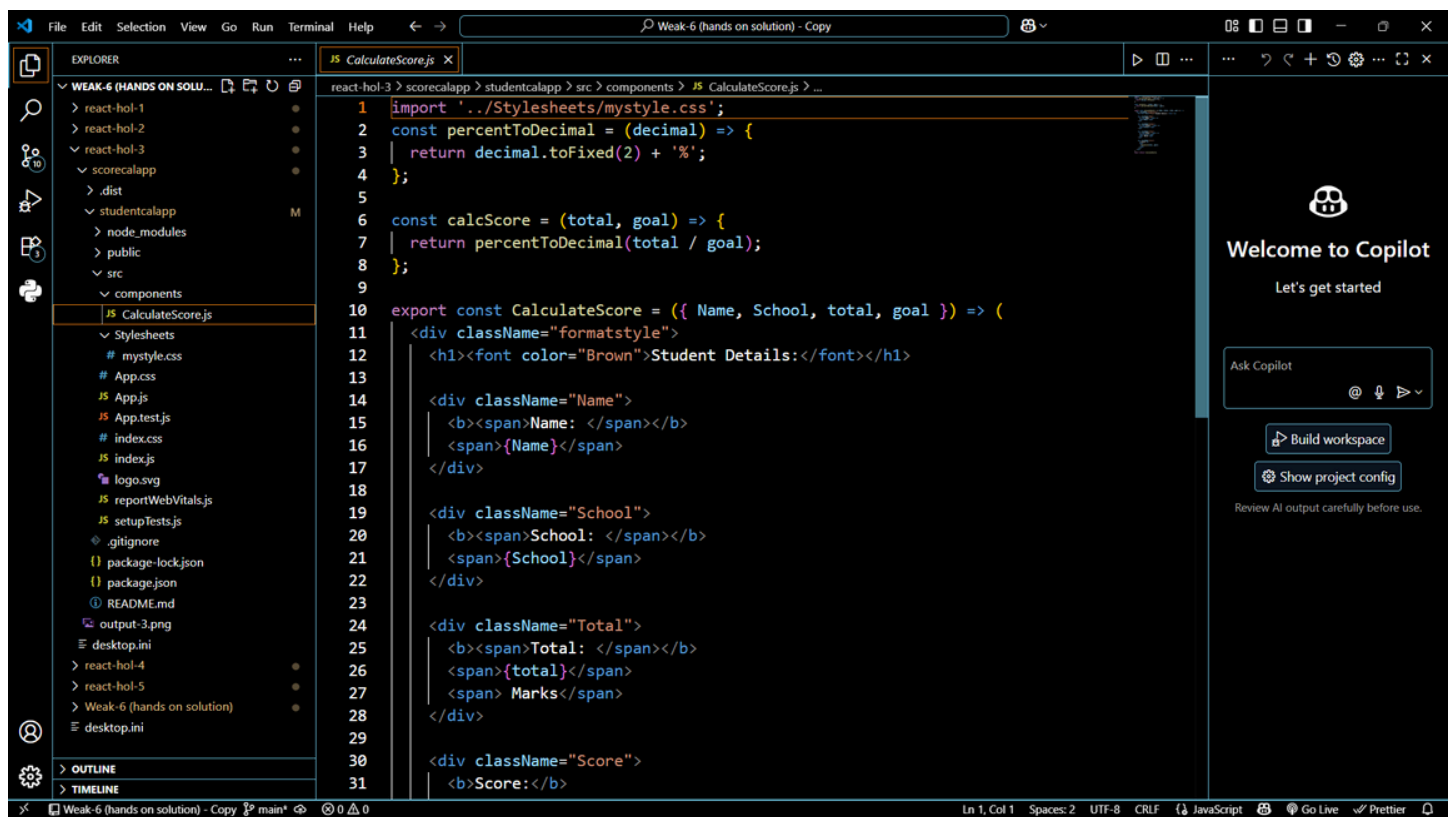 File Edit Selection View Go Run Terminal Help Weak-6 (hands on solution) - Copy
EXPLORER
WEAK-6 (HANDS ON SOLU...
react-hol-1
react-hol-2
react-hol-3
scorecalapp
.dist
studentcalapp M
node_modules
public
src
components
JS CalculateScore.js
Stylesheets
# mystyle.css
# App.css
JS App.js
JS App.test.js
# index.css
JS index.js
logo.svg
JS reportWebVitals.js
JS setupTests.js
.gitignore
{} package-lock.json
{} package.json
README.md
output-3.png
desktop.ini
react-hol-4
react-hol-5
Weak-6 (hands on solution)
desktop.ini
OUTLINE
TIMELINE
10
3
JS CalculateScore.js
react-hol-3 > scorecalapp > studentcalapp > src > components > JS CalculateScore.js > ...
1 import '../Stylesheets/mystyle.css';
2 const percentToDecimal = (decimal) => {
3 return decimal.toFixed(2) + '%';
4 };
5
6 const calcScore = (total, goal) => {
7 return percentToDecimal(total / goal);
8 };
9
10 export const CalculateScore = ({ Name, School, total, goal }) => (
11 <div className="formatstyle">
12 <h1><font color="Brown">Student Details:</font></h1>
13
14 <div className="Name">
15 <b><span>Name: </span></b>
16 <span>{Name}</span>
17 </div>
18
19 <div className="School">
20 <b><span>School: </span></b>
21 <span>{School}</span>
22 </div>
23
24 <div className="Total">
25 <b><span>Total: </span></b>
26 <span>{total}</span>
27 <span> Marks</span>
28 </div>
29
30 <div className="Score">
31 <b>Score:</b>
Welcome to Copilot
Let's get started
Ask Copilot
@
Build workspace
Show project config
Review AI output carefully before use.
Weak-6 (hands on solution) - Copy main* 0 0 Ln 1, Col 1 Spaces: 2 UTF-8 CRLF {} JavaScript Go Live Prettier